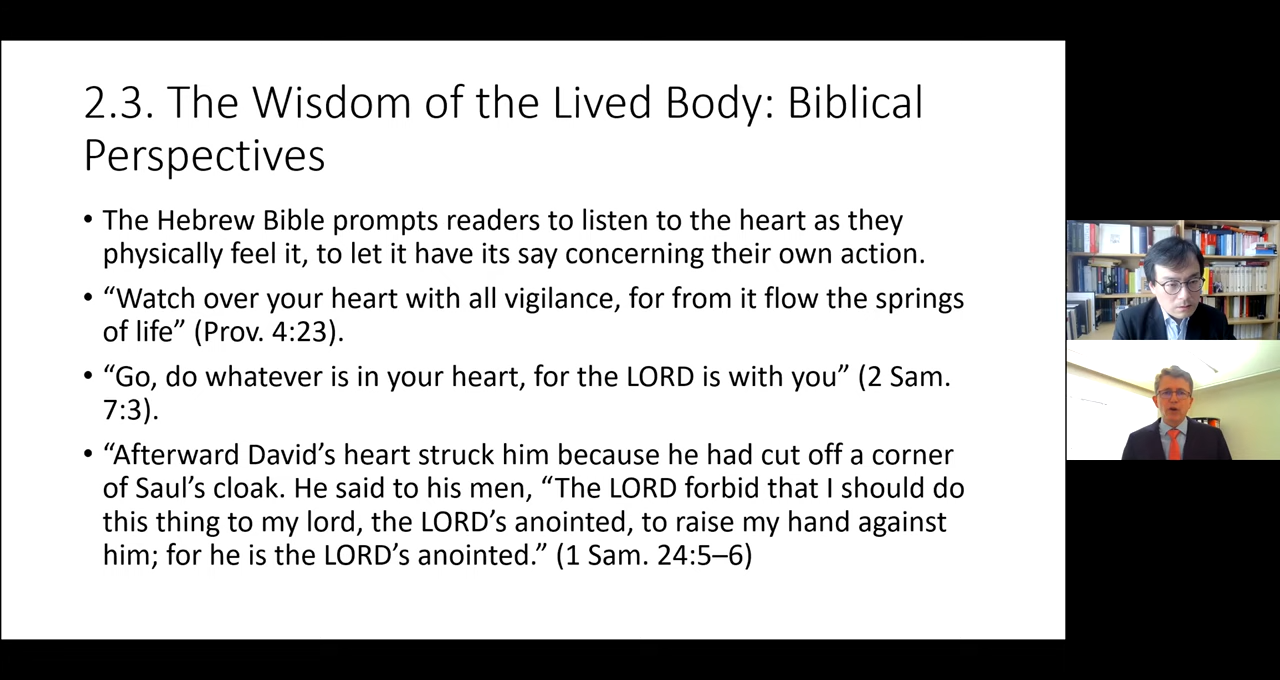 2.3. The Wisdom of the Lived Body: Biblical
Perspectives
• The Hebrew Bible prompts readers to listen to the heart as they
physically feel it, to let it have its say concerning their own action.
• “Watch over your heart with all vigilance, for from it flow the springs
of life” (Prov. 4:23).
• “Go, do whatever is in your heart, for the LORD is with you” (2 Sam.
7:3).
• “Afterward David’s heart struck him because he had cut off a corner
of Saul’s cloak. He said to his men, “The LORD forbid that I should do
this thing to my lord, the LORD’s anointed, to raise my hand against
him; for he is the LORD’s anointed.” (1 Sam. 24:5–6)